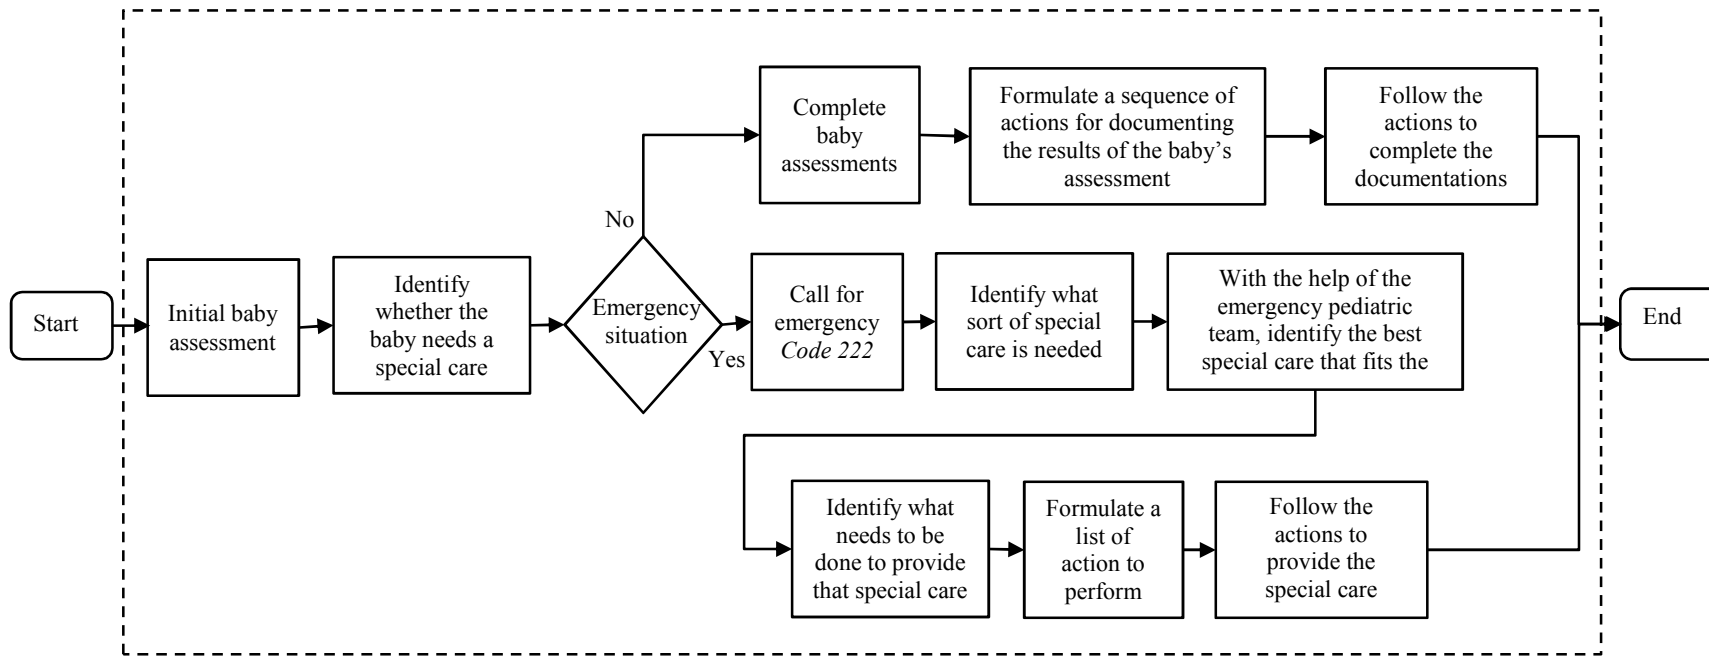 Start
Initial baby
assessment
Identify
whether the
baby needs a
special care
Emergency
situation
No
Complete
baby
assessments
Formulate a sequence of
actions for documenting
the results of the baby’s
assessment
Follow the
actions to
complete the
documentations
Yes
Call for
emergency
Code 222
Identify what
sort of special
care is needed
With the help of the
emergency pediatric
team, identify the best
special care that fits the
Identify what
needs to be
done to provide
that special care
Formulate a
list of
action to
perform
Follow the
actions to
provide the
special care
End